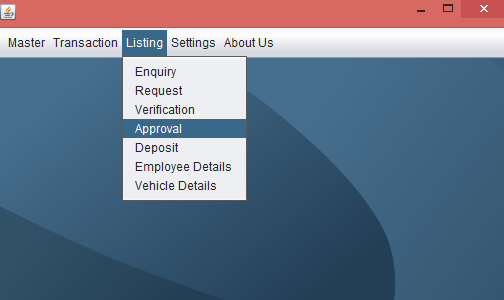 Master Transaction Listing Settings About Us
Enquiry
Request
Verification
Approval
Deposit
Employee Details
Vehicle Details